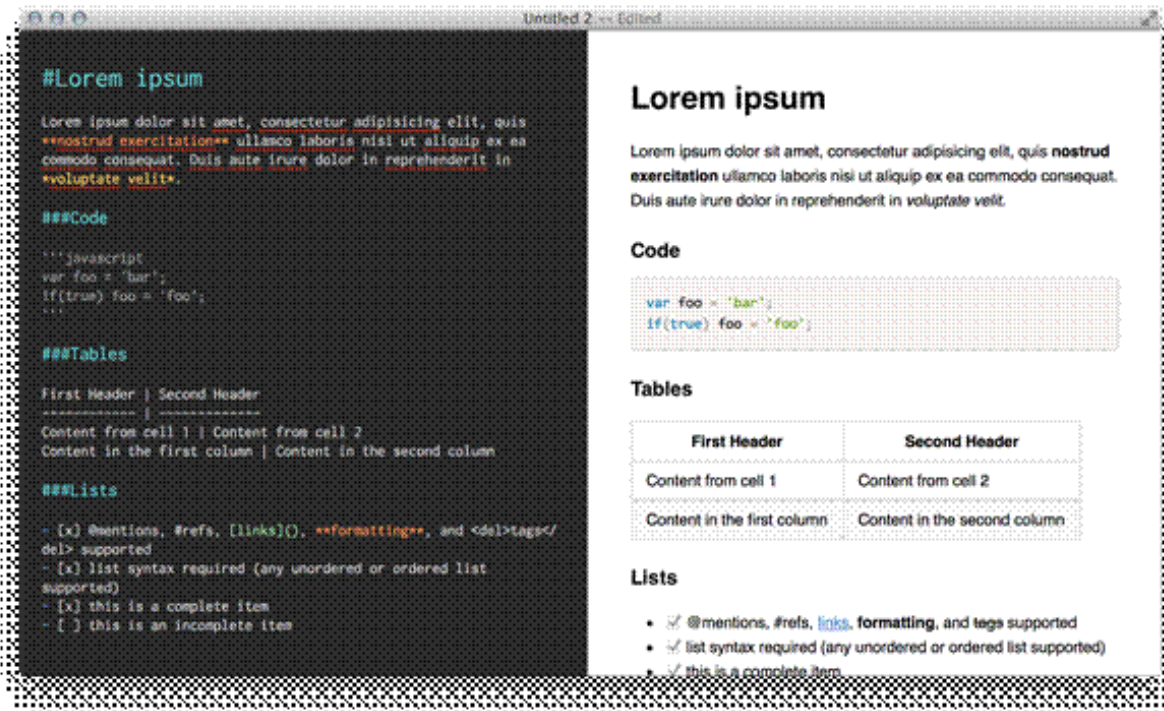 Untitled 2 -- Edited
#Lorem ipsum
Lorem ipsum dolor sit amet, consectetur adipisicing elit, quis
**nostrud exercitation** ullamco laboris nisi ut aliquip ex ea
commodo consequat. Duis aute irure dolor in reprehenderit in
*voluptate velit*.
###Code
```javascript
var foo = 'bar';
if(true) foo = 'foo';
```
###Tables
First Header | Second Header
------------ | -------------
Content from cell 1 | Content from cell 2
Content in the first column | Content in the second column
###Lists
- [x] @mentions, #refs, [links](), **formatting**, and <del>tags</
del> supported
- [x] list syntax required (any unordered or ordered list
supported)
- [x] this is a complete item
- [ ] this is an incomplete item
Lorem ipsum
Lorem ipsum dolor sit amet, consectetur adipisicing elit, quis nostrud
exercitation ullamco laboris nisi ut aliquip ex ea commodo consequat.
Duis aute irure dolor in reprehenderit in voluptate velit.
Code
var foo = 'bar';
if(true) foo = 'foo';
Tables
First Header Second Header
Content from cell 1 Content from cell 2
Content in the first column Content in the second column
Lists
• ☑ @mentions, #refs, links, formatting, and tags supported
• ☑ list syntax required (any unordered or ordered list supported)
• ☑ this is a complete item